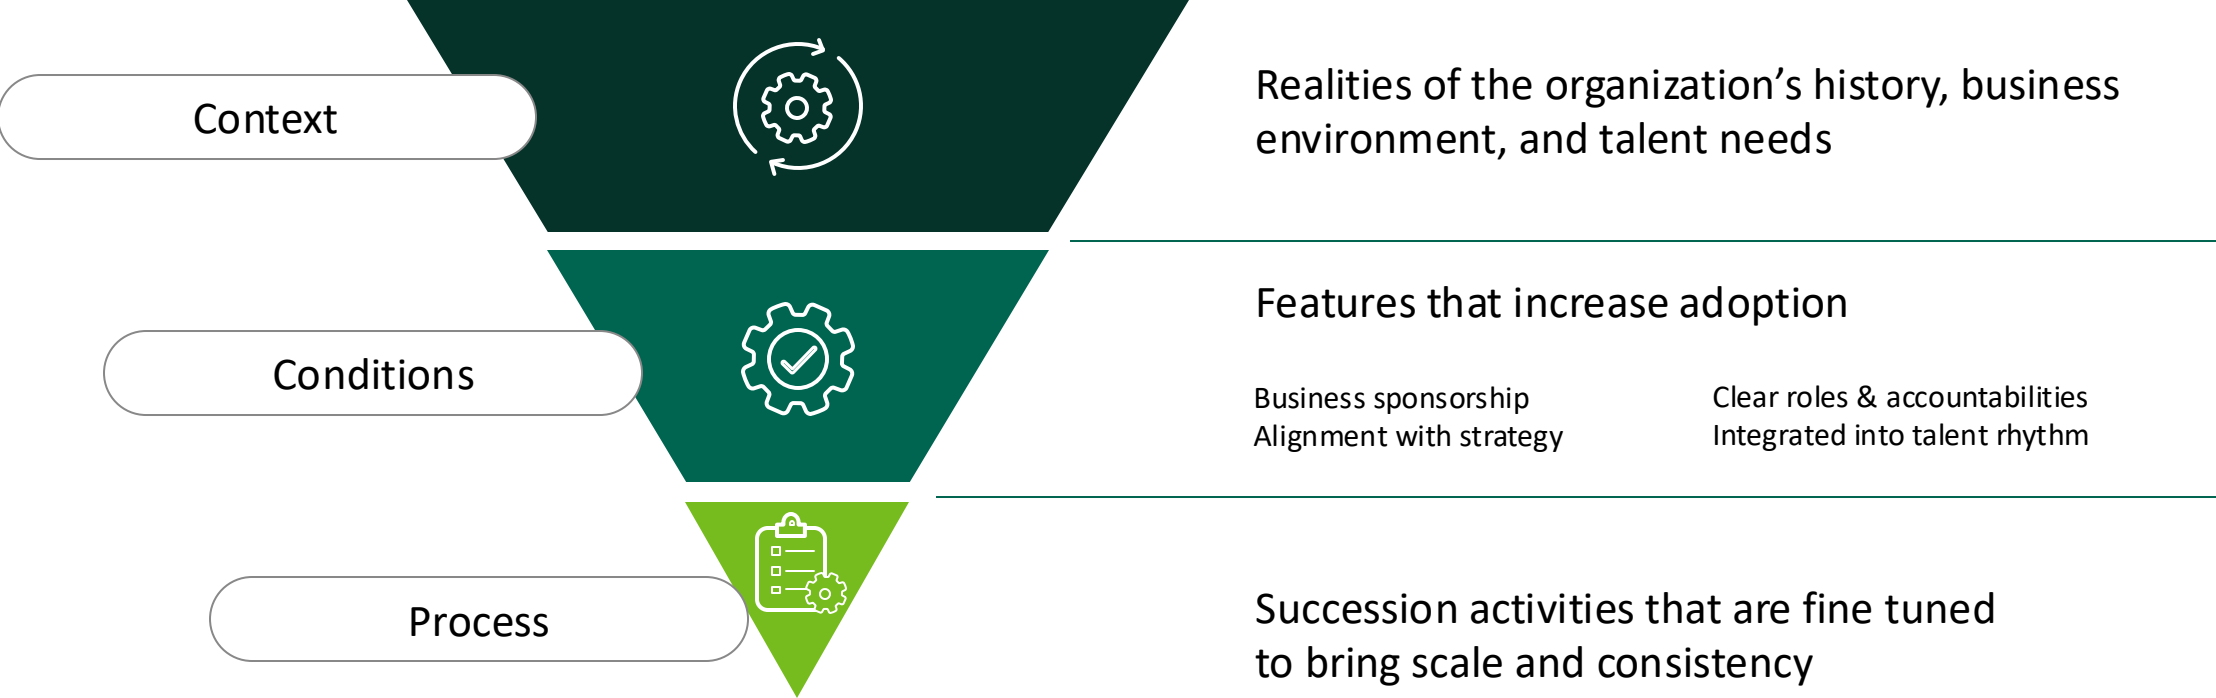 Context
Realities of the organization’s history, business
environment, and talent needs
Conditions
Features that increase adoption
Business sponsorship
Alignment with strategy
Clear roles & accountabilities
Integrated into talent rhythm
Process
Succession activities that are fine tuned
to bring scale and consistency